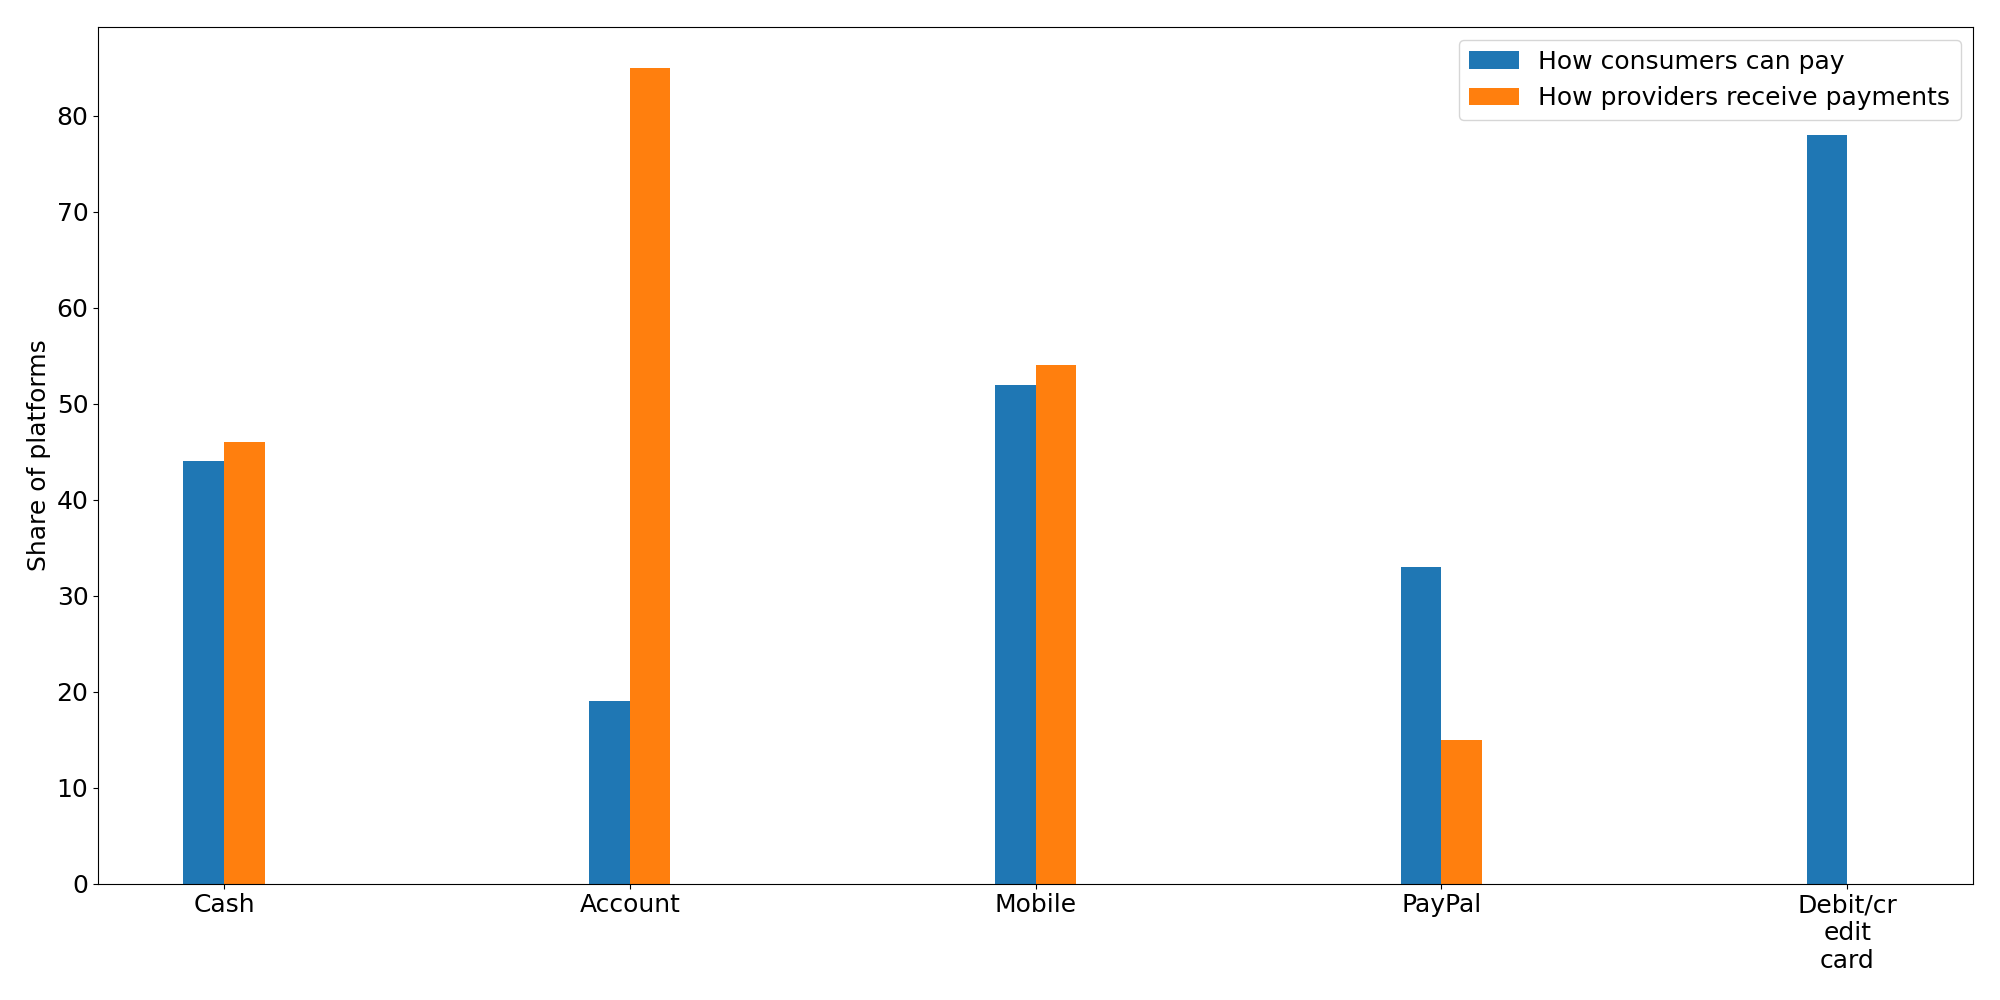 How consumers can pay
How providers receive payments
Share of platforms
80
70
60
50
40
30
20
10
0
Cash
Account
Mobile
PayPal
Debit/cr
edit
card